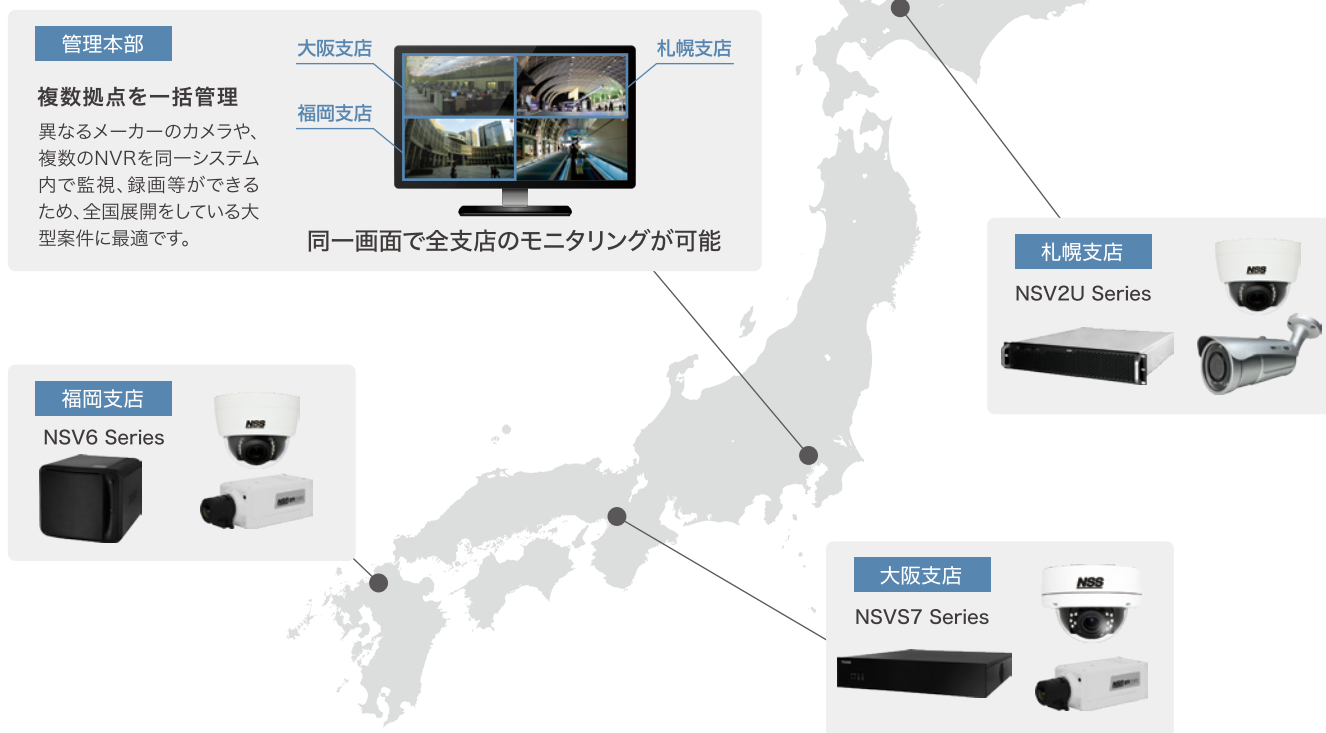 管理本部
複数拠点を一括管理
異なるメーカーのカメラや、
複数のNVRを同一システム
内で監視、録画等ができる
ため、全国展開をしている大
型案件に最適です。
大阪支店
福岡支店
札幌支店
同一画面で全支店のモニタリングが可能
札幌支店
NSV2U Series
NSS
福岡支店
NSV6 Series
NSS
NSS
大阪支店
NSVS7 Series
NSS
NSS